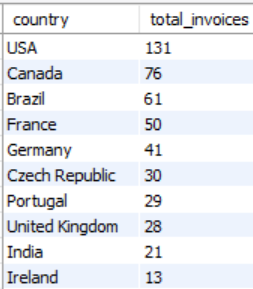 country total_invoices
USA 131
Canada 76
Brazil 61
France 50
Germany 41
Czech Republic 30
Portugal 29
United Kingdom 28
India 21
Ireland 13